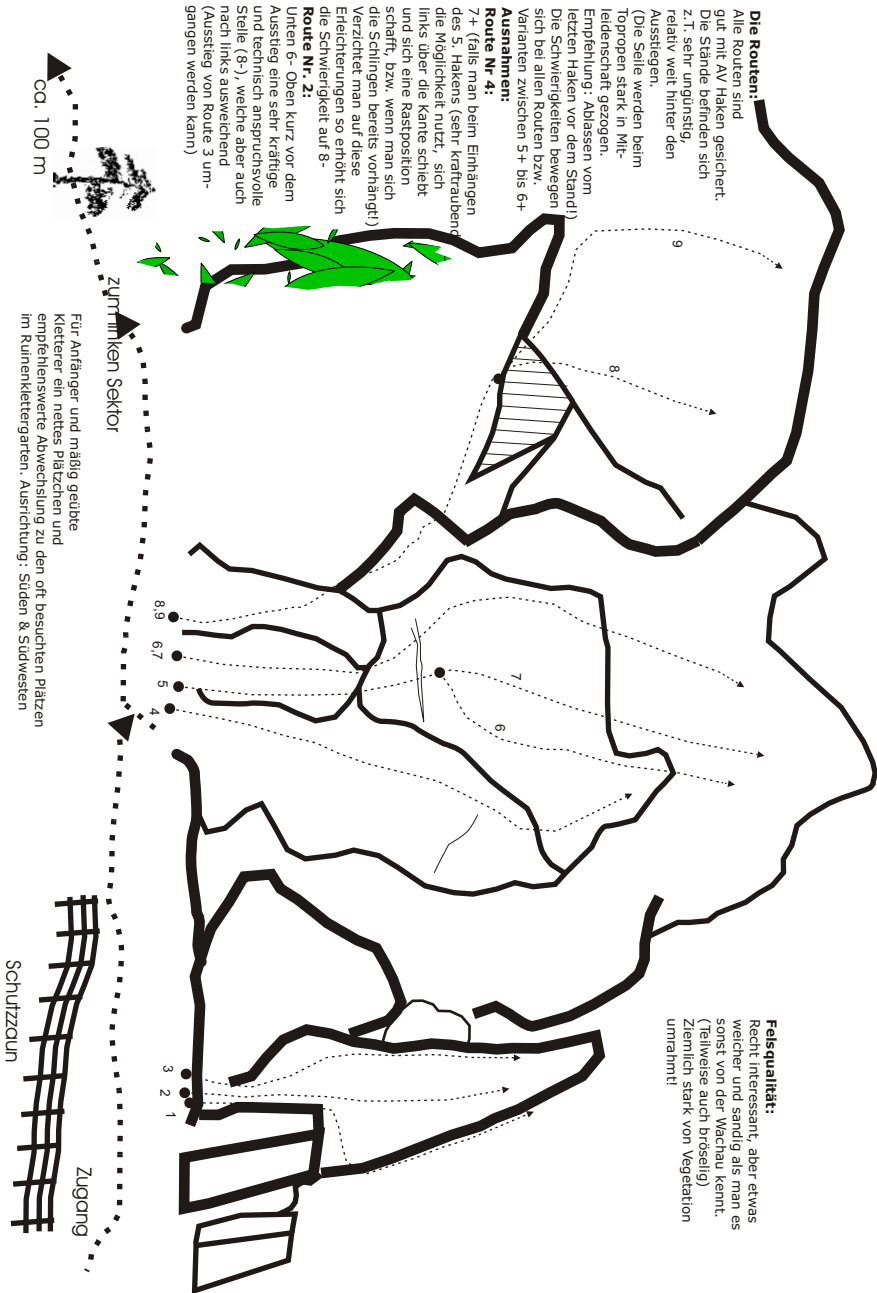 Die Routen:
Alle Routen sind
gut mit AV Haken gesichert.
Die Stände befinden sich
z.T. sehr ungünstig,
relativ weit hinter den
Ausstiegen.
(Die Seile werden beim
Topropen stark in Mit-
leidenschaft gezogen.
Empfehlung: Ablassen vom
letzten Haken vor dem Stand!)
Die Schwierigkeiten bewegen
sich bei allen Routen bzw.
Varianten zwischen 5+ bis 6+
Ausnahmen:
Route Nr 4:
7+ (falls man beim Einhängen
des 5. Hakens (sehr kraftraubend
die Möglichkeit nutzt, sich
links über die Kante schiebt
und sich eine Rastposition
schafft, bzw. wenn man sich
die Schlingen bereits vorhängt!)
Verzichtet man auf diese
Erleichterungen so erhöht sich
die Schwierigkeit auf 8-
Route Nr. 2:
Unten 6- Oben kurz vor dem
Ausstieg eine sehr kräftige
und technisch anspruchsvolle
Stelle (8-), welche aber auch
nach links ausweichend
(Ausstieg von Route 3 um-
gangen werden kann)
Felsqualität:
Recht interessant, aber etwas
weicher und sandig als man es
sonst von der Wachau kennt.
(Teilweise auch bröselig)
Ziemlich stark von Vegetation
umrahmt!
9
8
7
6
8,9
6,7
5
4
3
2
1
ca. 100 m
zum linken Sektor
Für Anfänger und mäßig geübte
Kletterer ein nettes Plätzchen und
empfehlenswerte Abwechslung zu den oft besuchten Plätzen
im Ruinenklettergarten. Ausrichtung: Süden & Südwesten
Zugang
Schutzzaun